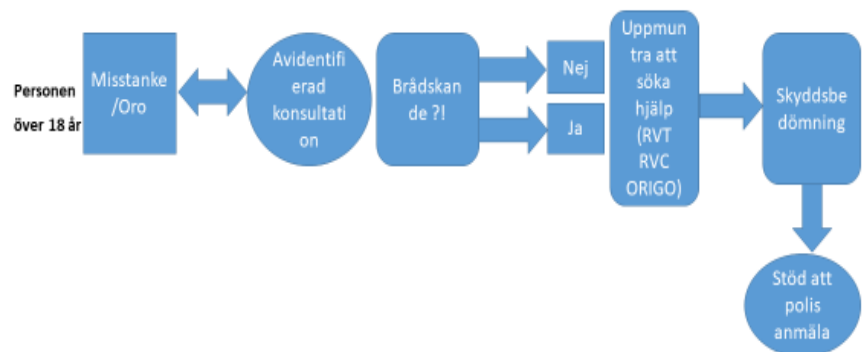 Personen
över 18 år
Misstanke
/Oro
Avidentifi
erad
konsultati
on
Brådskan
de ?!
Nej
Ja
Uppmun
tra att
söka
hjälp
(RVT
RVC
ORIGO)
Skyddsbe
dömning
Stöd att
polis
anmäla